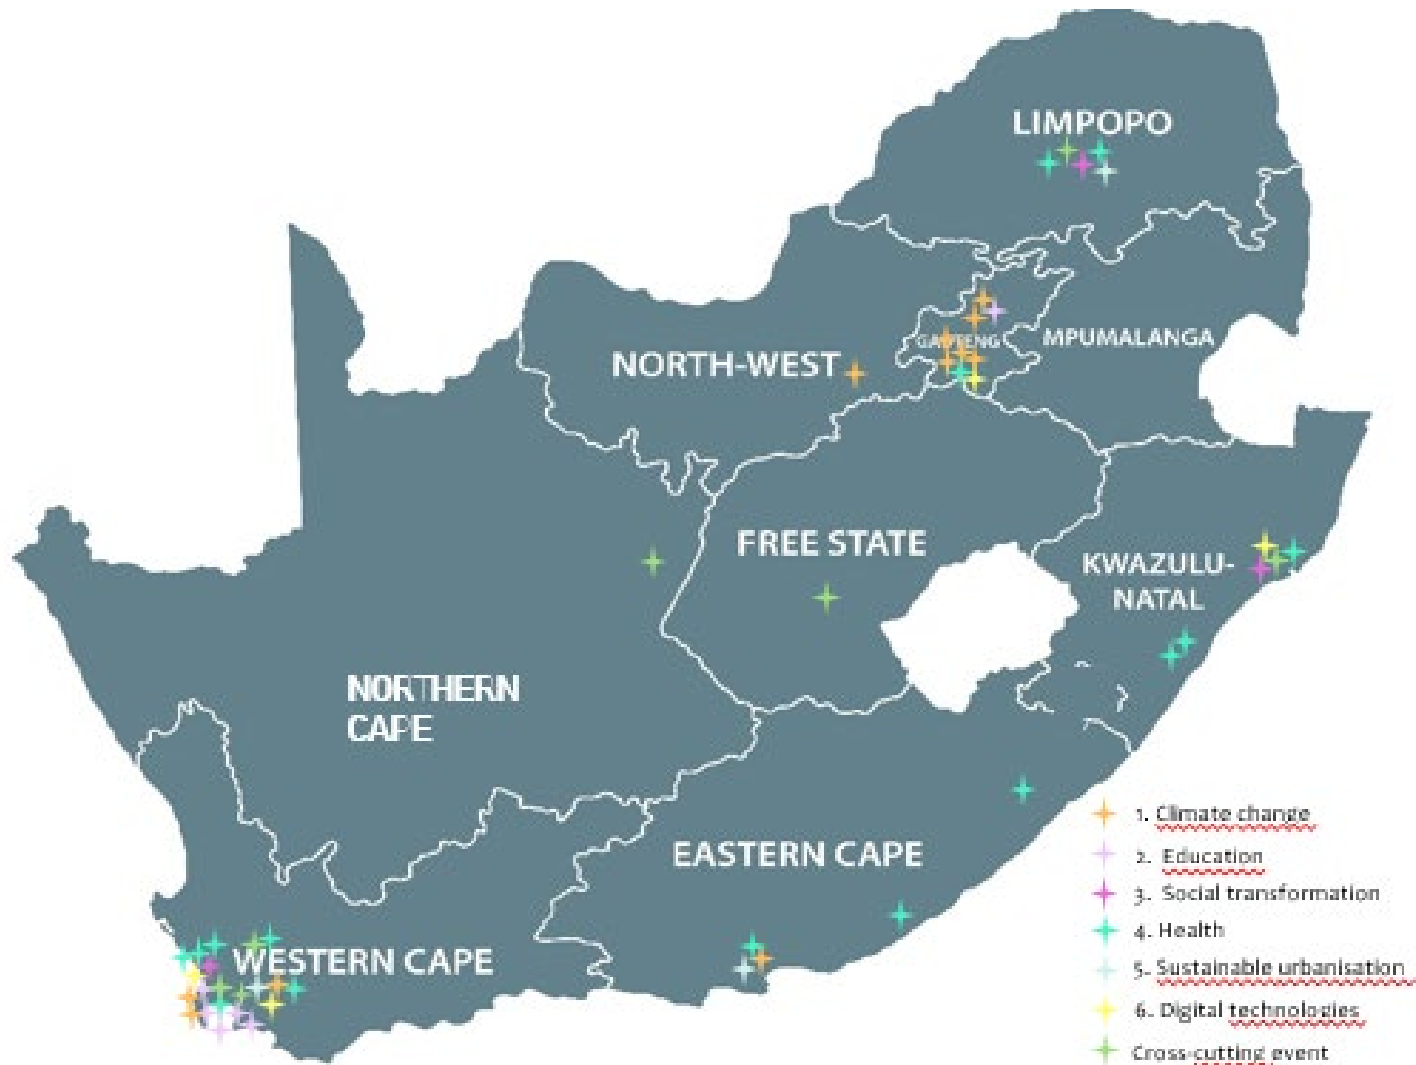 LIMPOPO
GAUTENG
MPUMALANGA
NORTH-WEST
FREE STATE
KWAZULU-
NATAL
NORTHERN
CAPE
EASTERN CAPE
WESTERN CAPE
1. Climate change
2. Education
3. Social transformation
4. Health
5. Sustainable urbanisation
6. Digital technologies
Cross-cutting event